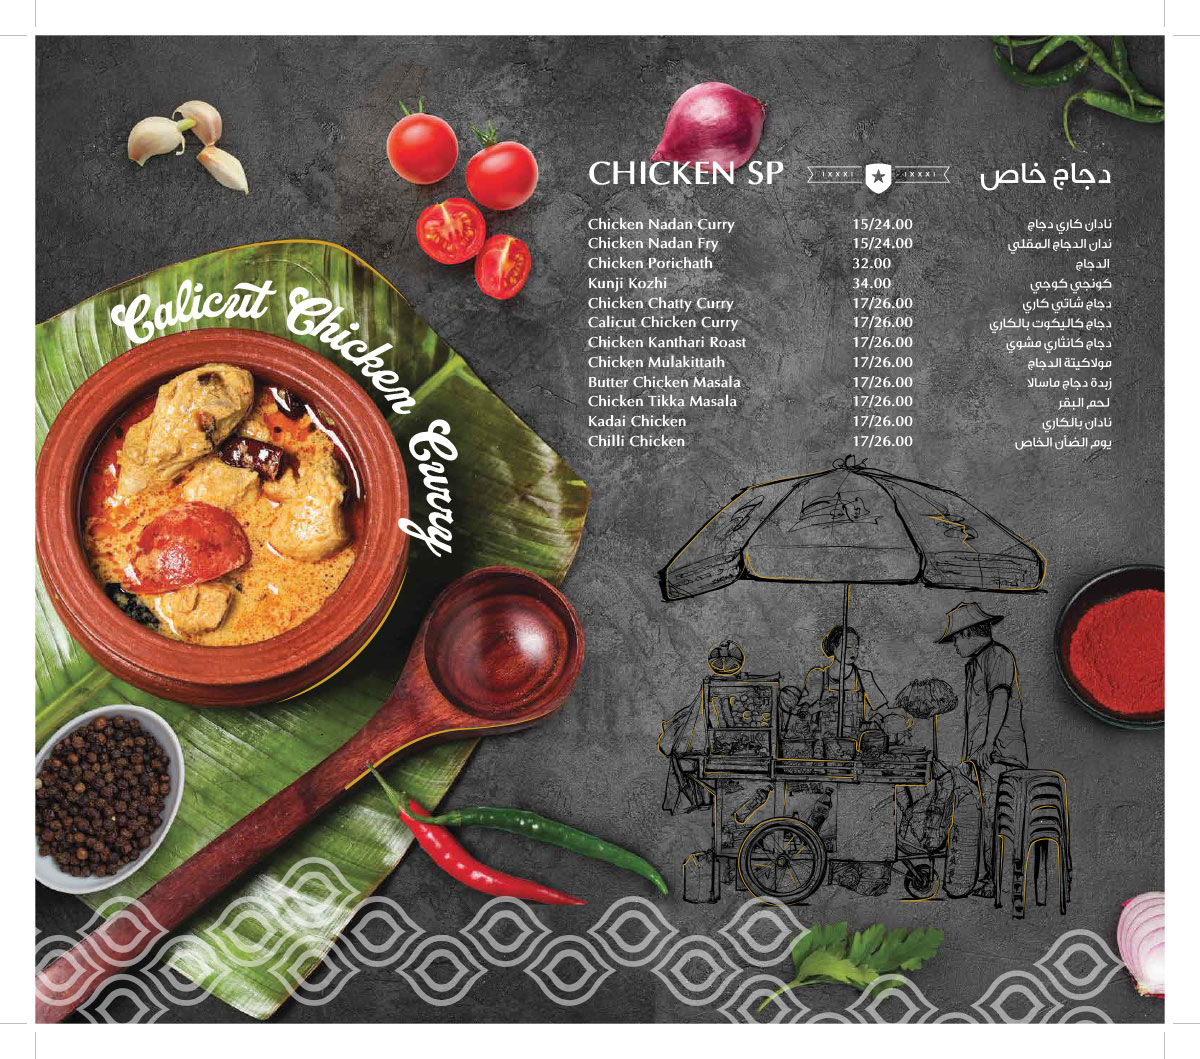 Calicut Chicken Curry
CHICKEN SP IXXXI IXXXI دجاج خاص
Chicken Nadan Curry 15/24.00 نادان كاري دجاج
Chicken Nadan Fry 15/24.00 ندان الدجاج المقلي
Chicken Porichath 32.00 الدجاج
Kunji Kozhi 34.00 كونجي كوجي
Chicken Chatty Curry 17/26.00 دجاج شاتي كاري
Calicut Chicken Curry 17/26.00 دجاج كاليكوت بالكاري
Chicken Kanthari Roast 17/26.00 دجاج كانثاري مشوي
Chicken Mulakittath 17/26.00 مولاكيتة الدجاج
Butter Chicken Masala 17/26.00 زبدة دجاج ماسالا
Chicken Tikka Masala 17/26.00 لحم البقر
Kadai Chicken 17/26.00 نادان بالكاري
Chilli Chicken 17/26.00 يوم الضأن الخاص